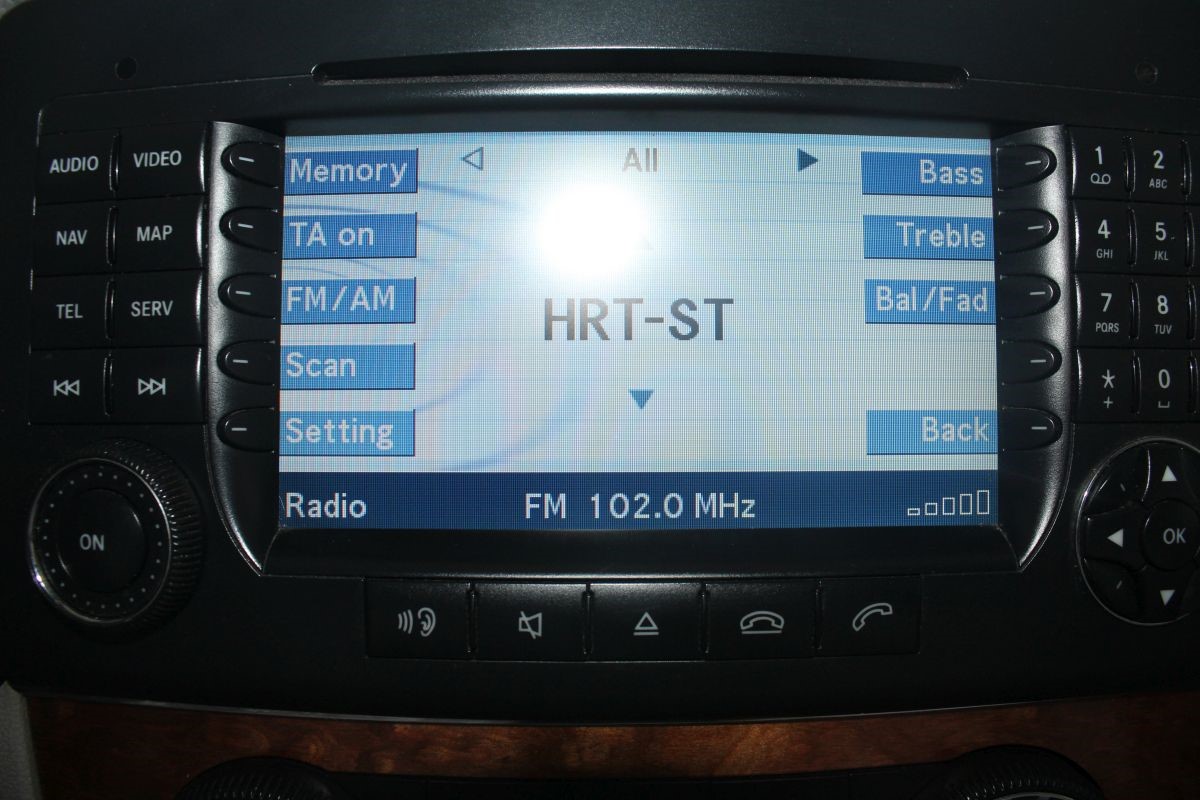 AUDIO VIDEO
NAV MAP
TEL SERV
ON
Memory
TA on
FM/AM
Scan
Setting
All
HRT-ST
Bass
Treble
Bal/Fad
Back
Radio FM 102.0 MHz
1 2 ABC
4 GHI 5 JKL
7 PQRS 8 TUV
* + 0
OK